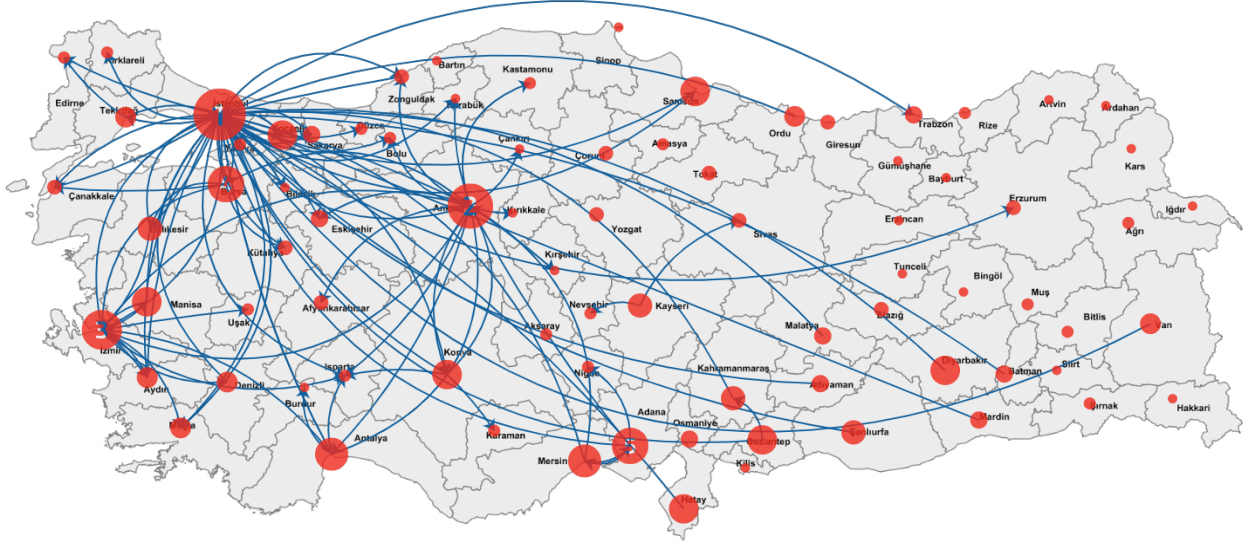 Kırklareli
Edirne
Tekirdağ
İstanbul
Kocaeli
Sakarya
Düzce
Bolu
Zonguldak
Bartın
Karabük
Kastamonu
Sinop
Çankırı
Samsun
Çorum
Amasya
Tokat
Ordu
Giresun
Trabzon
Rize
Artvin
Ardahan
Kars
Gümüşhane
Bayburt
Erzurum
Erzincan
Iğdır
Ağrı
Çanakkale
Bursa
Bilecik
Balıkesir
Eskişehir
Kütahya
Ankara
2
Kırıkkale
Yozgat
Kırşehir
Sivas
Tunceli
Bingöl
Muş
Bitlis
Van
Manisa
3
İzmir
Uşak
Afyonkarahisar
Aksaray
Nevşehir
Kayseri
Malatya
Elazığ
Diyarbakır
Batman
Siirt
Aydın
Denizli
Isparta
Burdur
Konya
Niğde
Kahramanmaraş
Adıyaman
Mardin
Şırnak
Hakkari
Muğla
Antalya
Karaman
Mersin
Adana
Osmaniye
Gaziantep
Şanlıurfa
Kilis
Hatay